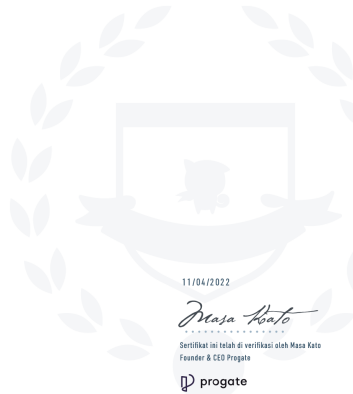 11/04/2022
Masa Kato
Sertifikat ini telah di verifikasi oleh Masa Kato
Founder & CEO Progate
progate